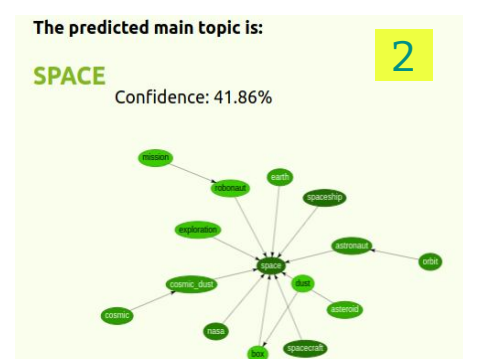 The predicted main topic is:
2
SPACE
Confidence: 41.86%
mission
robonaut
earth
spaceship
exploration
astronaut
orbit
space
cosmic_dust
dust
cosmic
asteroid
nasa
box
spacecraft